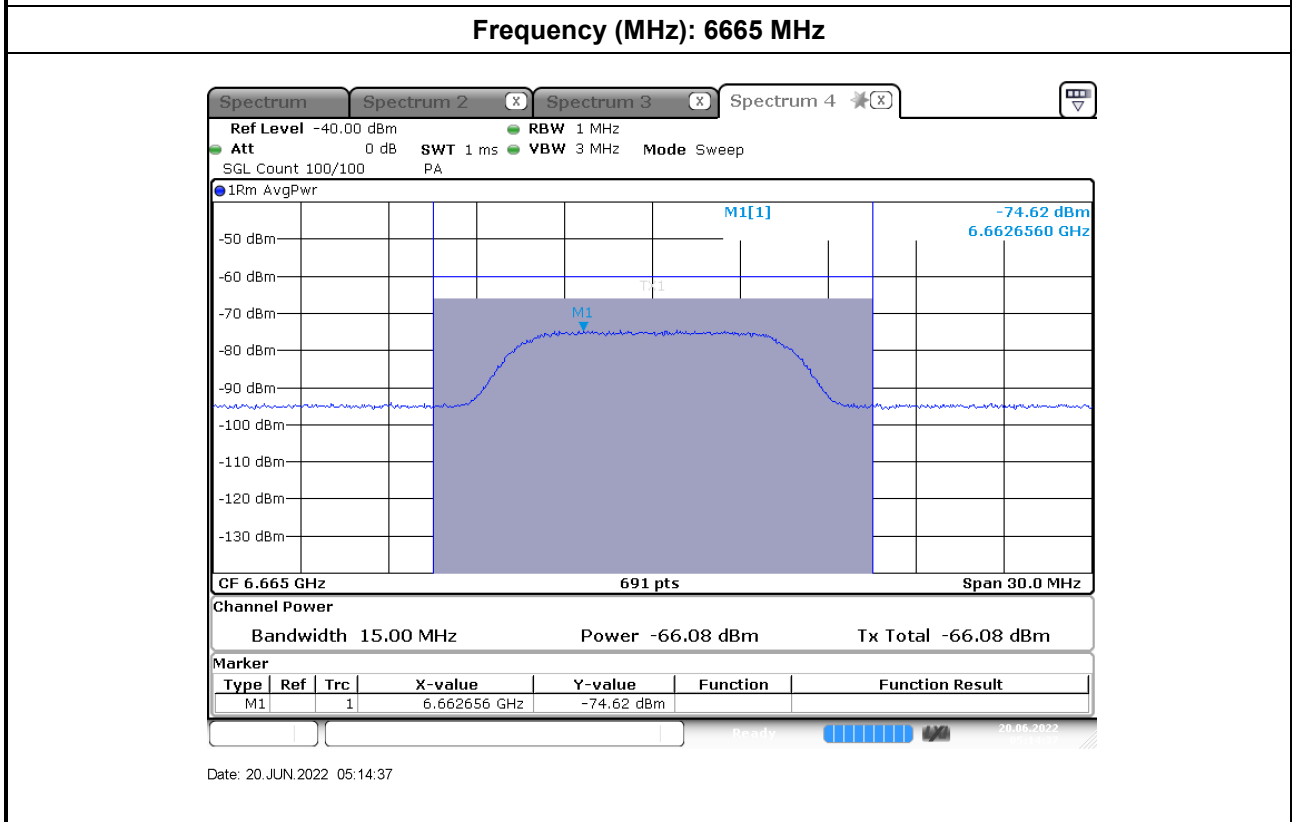 Frequency (MHz): 6665 MHz
Spectrum Spectrum 2 X Spectrum 3 X Spectrum 4 X
Ref Level -40.00 dBm RBW 1 MHz
Att 0 dB SWT 1 ms VBW 3 MHz Mode Sweep
SGL Count 100/100 PA
1Rm AvgPwr
M1[1] -74.62 dBm
6.6626560 GHz
-50 dBm
-60 dBm
TX1
-70 dBm
M1
-80 dBm
-90 dBm
-100 dBm
-110 dBm
-120 dBm
-130 dBm
CF 6.665 GHz 691 pts Span 30.0 MHz
Channel Power
Bandwidth 15.00 MHz Power -66.08 dBm Tx Total -66.08 dBm
Marker
Type Ref Trc X-value Y-value Function Function Result
M1 1 6.662656 GHz -74.62 dBm
Ready 20.06.2022
Date: 20.JUN.2022 05:14:37